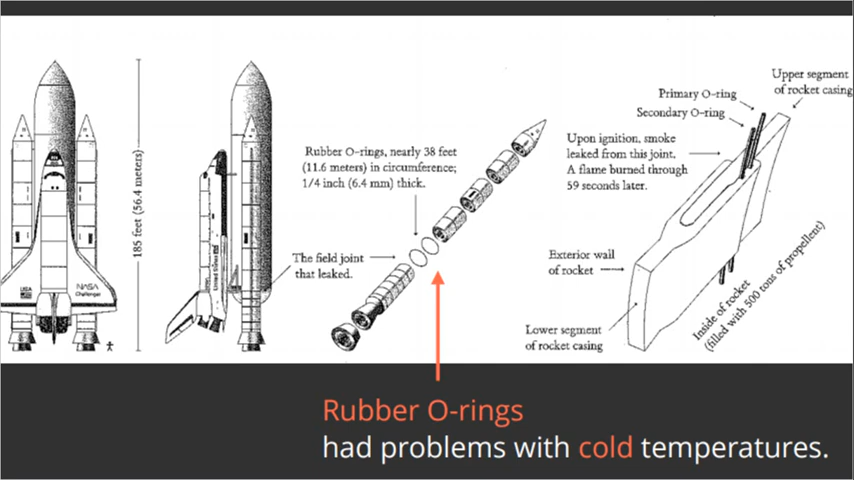 185 feet (56.4 meters)
USA
NASA
Challenger
United States
Rubber O-rings, nearly 38 feet
(11.6 meters) in circumference;
1/4 inch (6.4 mm) thick.
The field joint
that leaked.
Upper segment
of rocket casing
Primary O-ring
Secondary O-ring
Upon ignition, smoke
leaked from this joint.
A flame burned through
59 seconds later.
Exterior wall
of rocket
Inside of rocket
(filled with 500 tons of propellent)
Lower segment
of rocket casing
Rubber O-rings
had problems with cold temperatures.